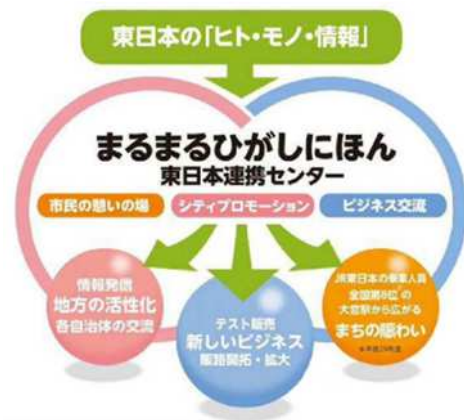 東日本の「ヒト・モノ・情報」
まるまるひがしにほん
東日本連携センター
市民の憩いの場
シティプロモーション
ビジネス交流
情報発信
地方の活性化
各自治体の交流
テスト販売
新しいビジネス
販路開拓・拡大
JR東日本の乗車人員
全国第8位の
大宮駅から広がる
まちの賑わい